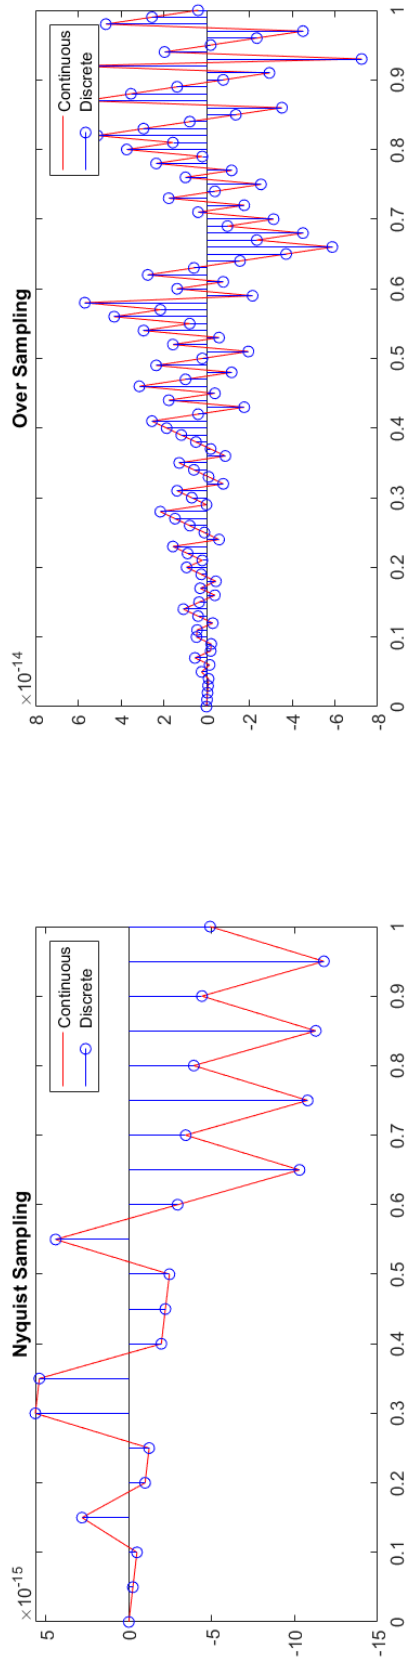 Nyquist Sampling
×10⁻¹⁵
Continuous
Discrete
5
0
-5
-10
-15
0 0.1 0.2 0.3 0.4 0.5 0.6 0.7 0.8 0.9 1
Over Sampling
×10⁻¹⁴
Continuous
Discrete
8
6
4
2
0
-2
-4
-6
-8
0 0.1 0.2 0.3 0.4 0.5 0.6 0.7 0.8 0.9 1